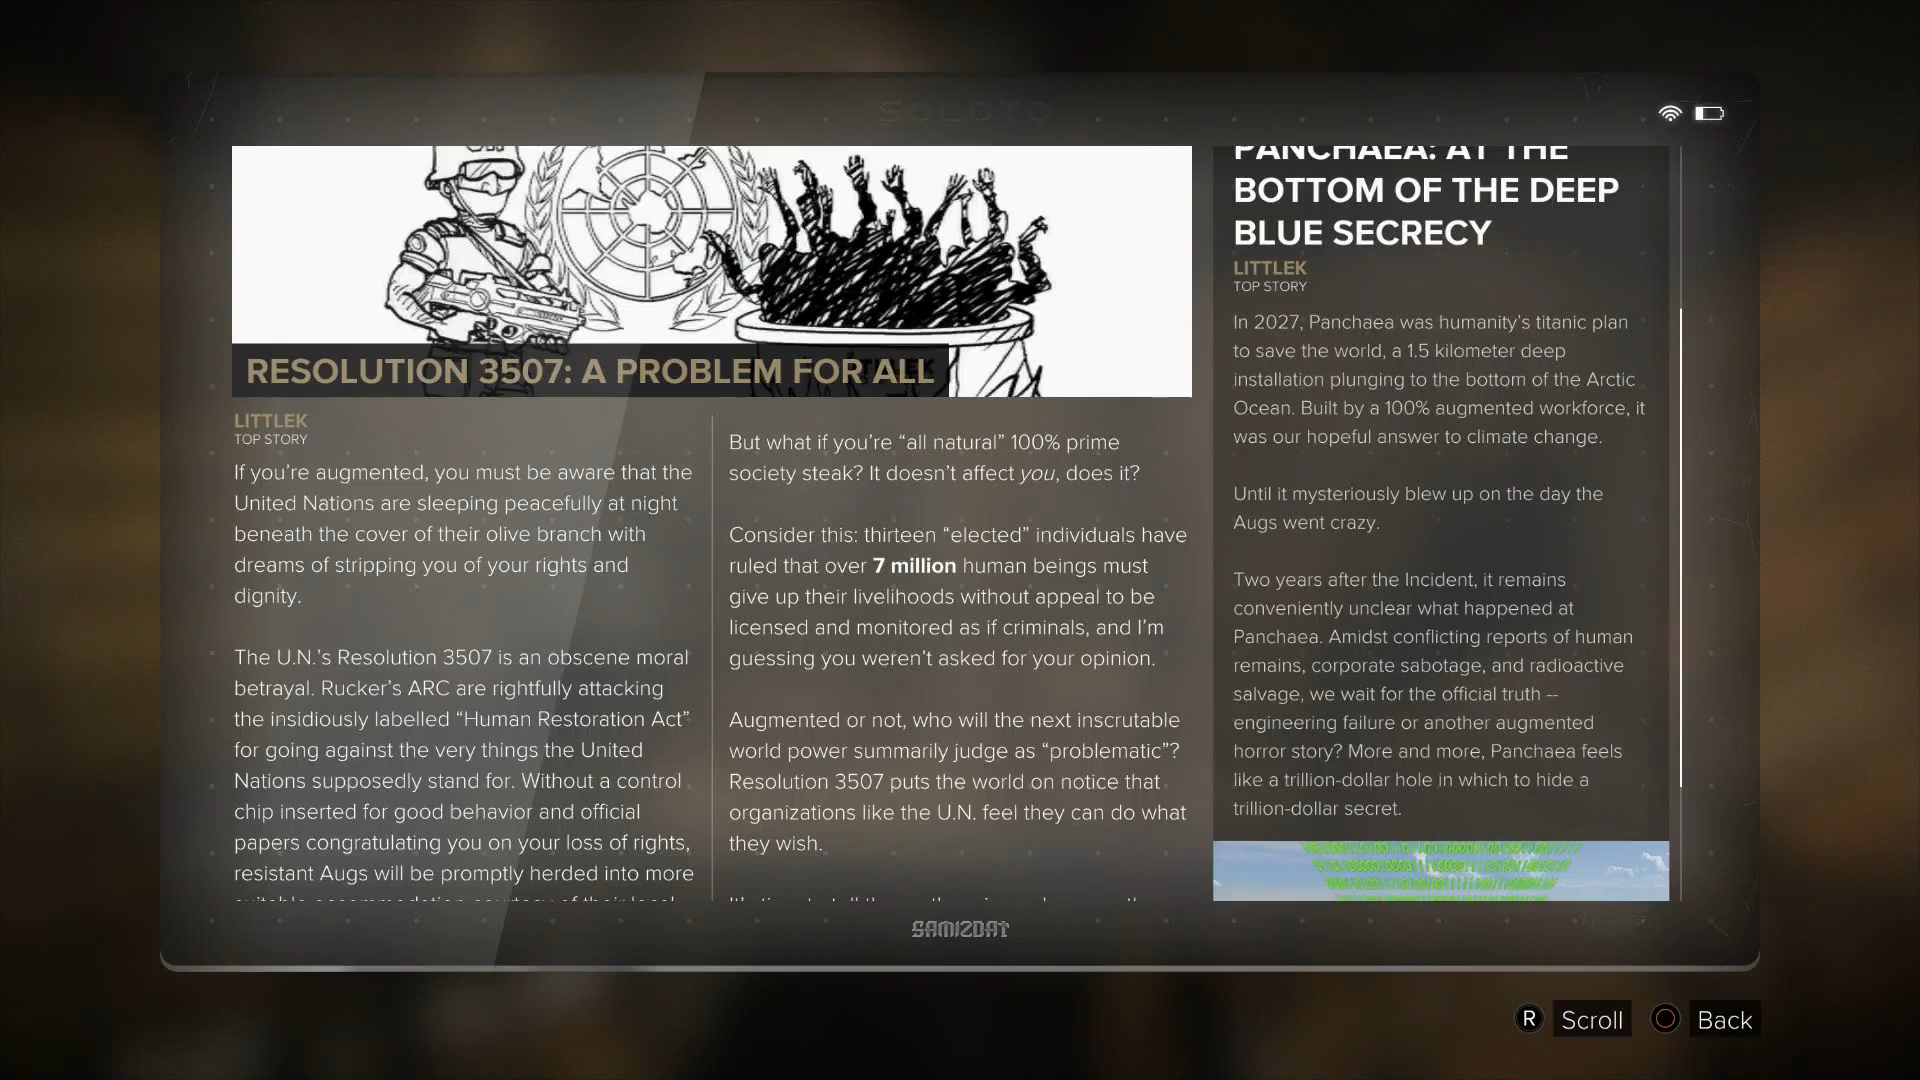 SOLOTO
RESOLUTION 3507: A PROBLEM FOR ALL
LITTLEK
TOP STORY
If you’re augmented, you must be aware that the
United Nations are sleeping peacefully at night
beneath the cover of their olive branch with
dreams of stripping you of your rights and
dignity.
The U.N.’s Resolution 3507 is an obscene moral
betrayal. Rucker’s ARC are rightfully attacking
the insidiously labelled “Human Restoration Act”
for going against the very things the United
Nations supposedly stand for. Without a control
chip inserted for good behavior and official
papers congratulating you on your loss of rights,
resistant Augs will be promptly herded into more
But what if you’re “all natural” 100% prime
society steak? It doesn’t affect you, does it?
Consider this: thirteen “elected” individuals have
ruled that over 7 million human beings must
give up their livelihoods without appeal to be
licensed and monitored as if criminals, and I’m
guessing you weren’t asked for your opinion.
Augmented or not, who will the next inscrutable
world power summarily judge as “problematic”?
Resolution 3507 puts the world on notice that
organizations like the U.N. feel they can do what
they wish.
PANCHAEA: AT THE
BOTTOM OF THE DEEP
BLUE SECRECY
LITTLEK
TOP STORY
In 2027, Panchaea was humanity’s titanic plan
to save the world, a 1.5 kilometer deep
installation plunging to the bottom of the Arctic
Ocean. Built by a 100% augmented workforce, it
was our hopeful answer to climate change.
Until it mysteriously blew up on the day the
Augs went crazy.
Two years after the Incident, it remains
conveniently unclear what happened at
Panchaea. Amidst conflicting reports of human
remains, corporate sabotage, and radioactive
salvage, we wait for the official truth --
engineering failure or another augmented
horror story? More and more, Panchaea feels
like a trillion-dollar hole in which to hide a
trillion-dollar secret.
SAMIZDAT
R Scroll
Back